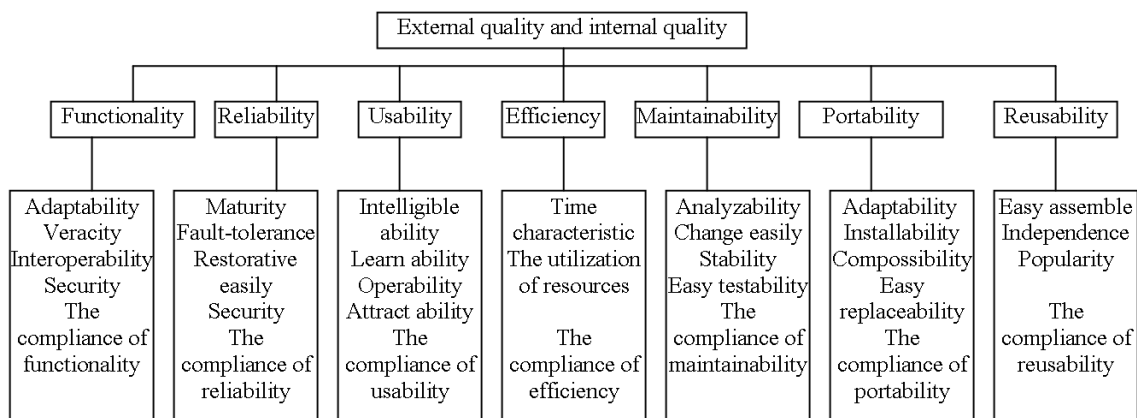 External quality and internal quality
Functionality
Reliability
Usability
Efficiency
Maintainability
Portability
Reusability
Adaptability
Veracity
Interoperability
Security
The
compliance of
functionality
Maturity
Fault-tolerance
Restorative
easily
Security
The
compliance of
reliability
Intelligible
ability
Learn ability
Operability
Attract ability
The
compliance of
usability
Time
characteristic
The utilization
of resources
The
compliance of
efficiency
Analyzability
Change easily
Stability
Easy testability
The
compliance of
maintainability
Adaptability
Installability
Compossibility
Easy
replaceability
The
compliance of
portability
Easy assemble
Independence
Popularity
The
compliance of
reusability